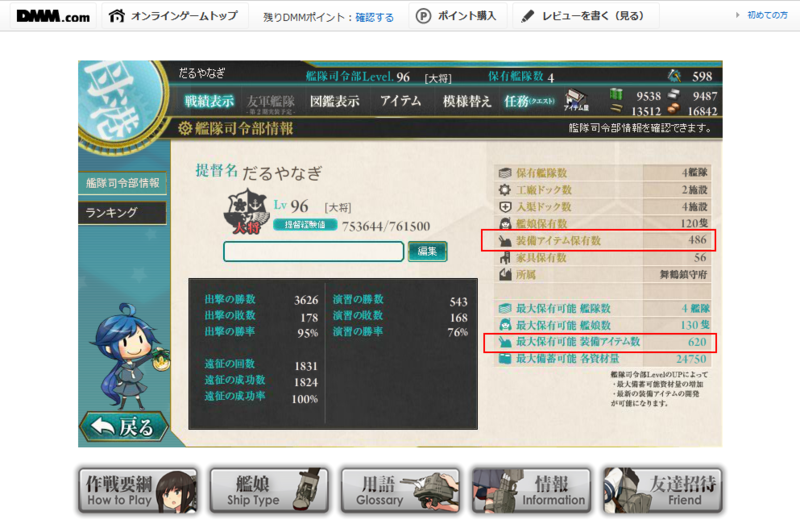 DMM.com オンラインゲームトップ 残りDMMポイント：確認する ポイント購入 レビューを書く（見る） 初めての方
だるやなぎ 艦隊司令部Level. 96 [大将] 保有艦隊数 4 598
戦績表示 友軍艦隊 図鑑表示 アイテム 模様替え 任務(クエスト) アイテム屋 9538 9487
13512 16842
母港
艦隊司令部情報 艦隊司令部情報を確認できます。
艦隊司令部情報
ランキング
戻る
提督名 だるやなぎ
大将 Lv 96 [大将]
提督経験値 753644/761500
編集
出撃の勝数 3626 演習の勝数 543
出撃の敗数 178 演習の敗数 168
出撃の勝率 95% 演習の勝率 76%
遠征の回数 1831
遠征の成功数 1824
遠征の成功率 100%
保有艦隊数 4艦隊
工廠ドック数 2施設
入渠ドック数 4施設
艦娘保有数 120隻
装備アイテム保有数 486
家具保有数 56
所属 舞鶴鎮守府
最大保有可能 艦隊数 4 艦隊
最大保有可能 艦娘数 130 隻
最大保有可能 装備アイテム数 620
最大備蓄可能 各資材量 24750
艦隊司令部LevelのUPによって
・最大備蓄可能資材量の増加
・最新の装備アイテムの開発
が可能になります。
作戦要綱 艦娘 用語 情報 友達招待
How to Play Ship Type Glossary Information Friend